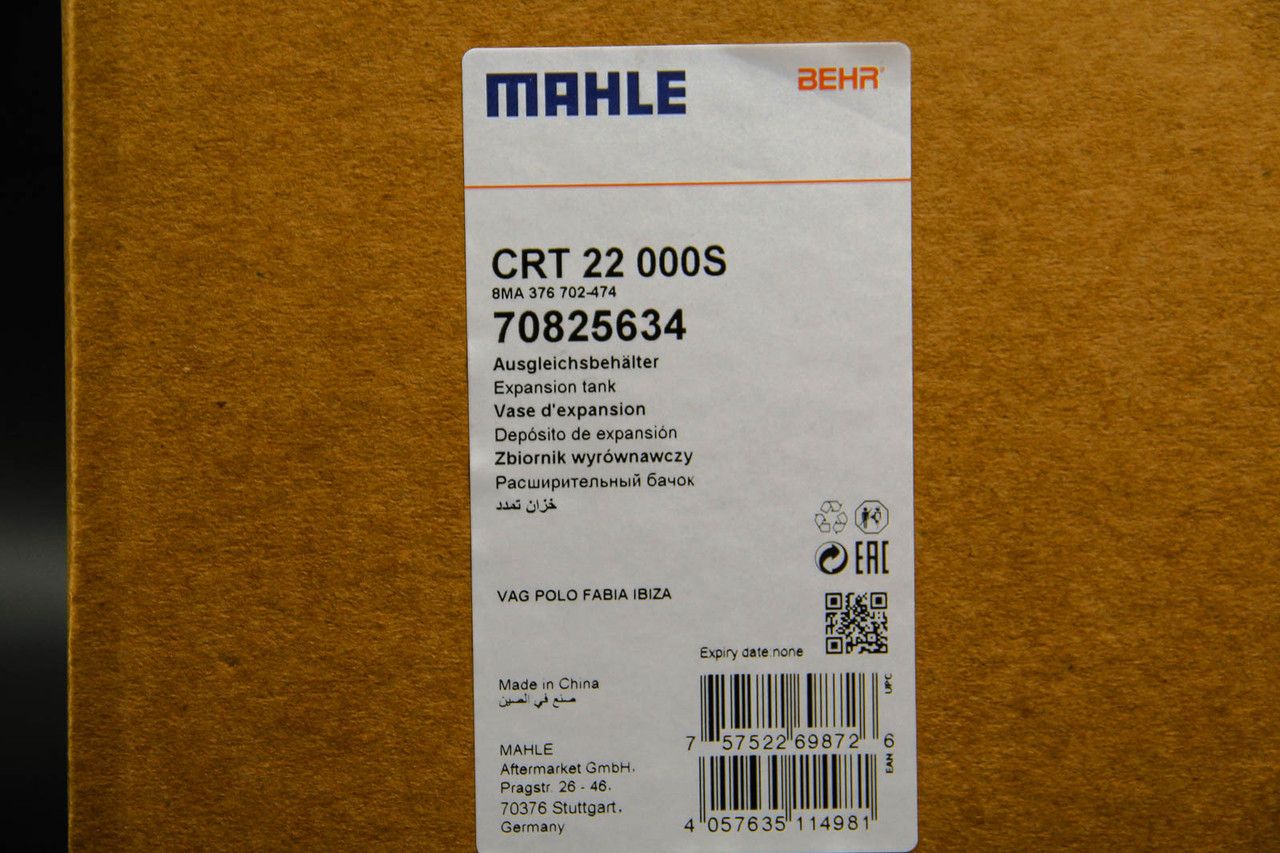 MAHLE
BEHR®
CRT 22 000S
8MA 376 702-474
70825634
Ausgleichsbehälter
Expansion tank
Vase d'expansion
Depósito de expansión
Zbiornik wyrównawczy
Расширительный бачок
خزان تمدد
EAC
VAG POLO FABIA IBIZA
Expiry date:none
Made in China
صنع في الصين
UPC
7 57522 69872 6
MAHLE
Aftermarket GmbH.
Pragstr. 26 - 46.
70376 Stuttgart.
Germany
EAN
4 057635 114981